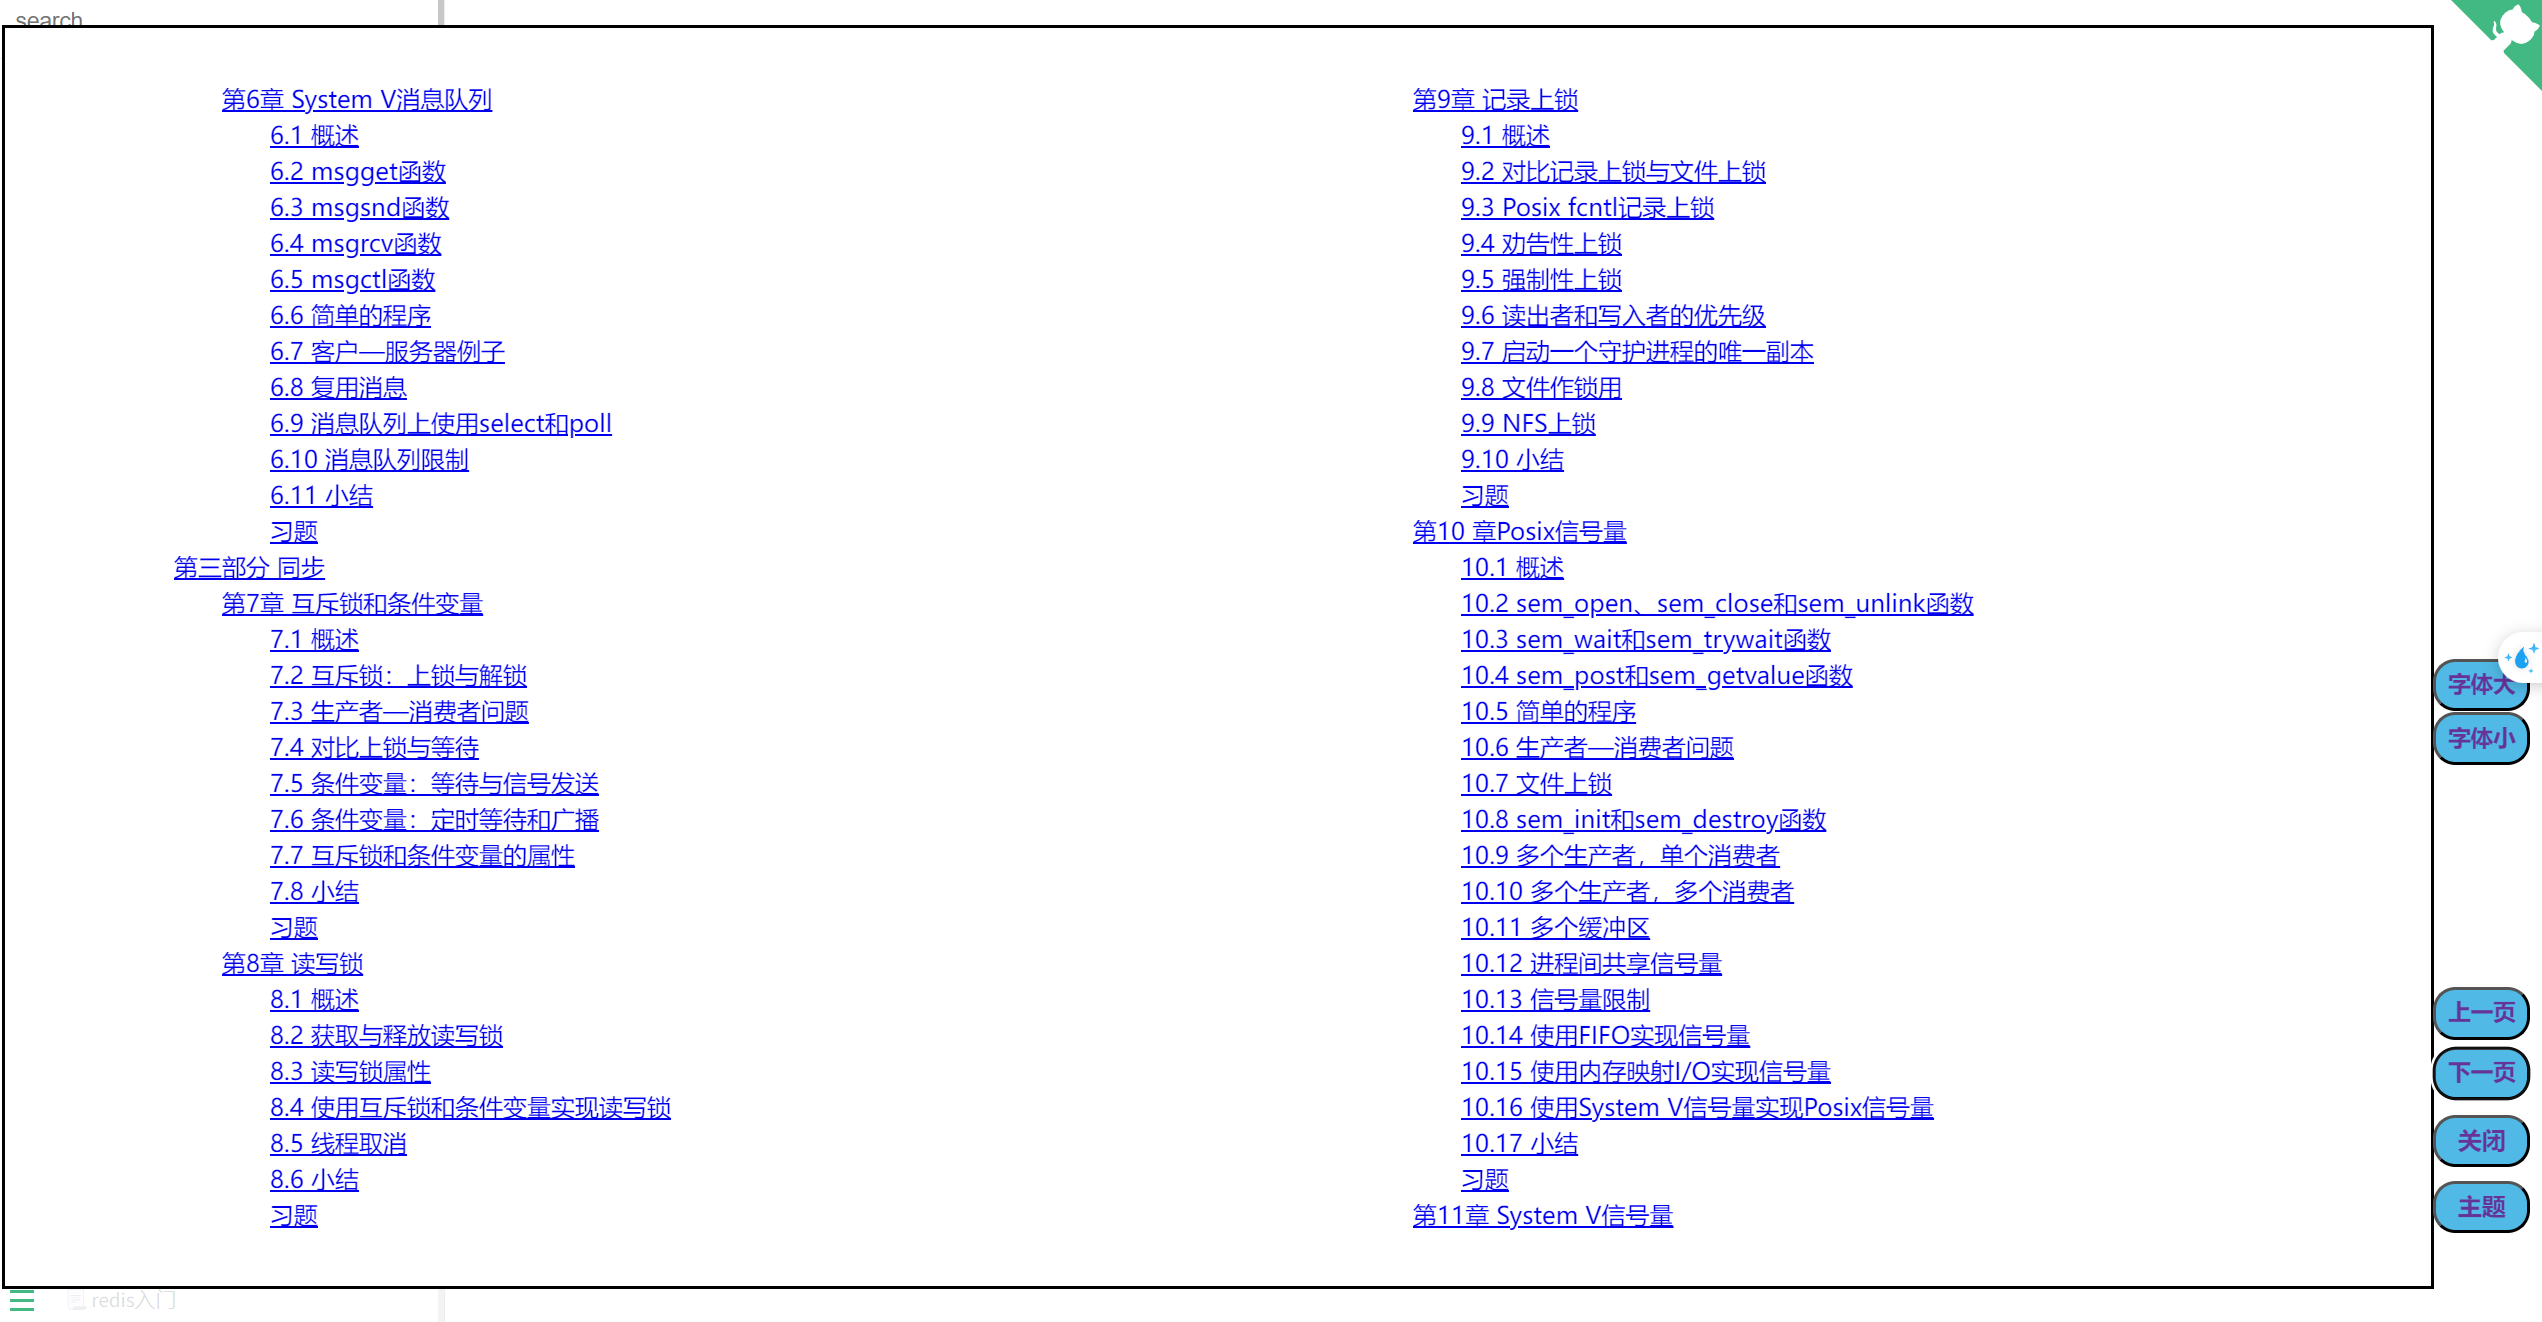 search
第6章 System V消息队列
6.1 概述
6.2 msgget函数
6.3 msgsnd函数
6.4 msgrcv函数
6.5 msgctl函数
6.6 简单的程序
6.7 客户—服务器例子
6.8 复用消息
6.9 消息队列上使用select和poll
6.10 消息队列限制
6.11 小结
习题
第三部分 同步
第7章 互斥锁和条件变量
7.1 概述
7.2 互斥锁：上锁与解锁
7.3 生产者—消费者问题
7.4 对比上锁与等待
7.5 条件变量：等待与信号发送
7.6 条件变量：定时等待和广播
7.7 互斥锁和条件变量的属性
7.8 小结
习题
第8章 读写锁
8.1 概述
8.2 获取与释放读写锁
8.3 读写锁属性
8.4 使用互斥锁和条件变量实现读写锁
8.5 线程取消
8.6 小结
习题
第9章 记录上锁
9.1 概述
9.2 对比记录上锁与文件上锁
9.3 Posix fcntl记录上锁
9.4 劝告性上锁
9.5 强制性上锁
9.6 读出者和写入者的优先级
9.7 启动一个守护进程的唯一副本
9.8 文件作锁用
9.9 NFS上锁
9.10 小结
习题
第10 章Posix信号量
10.1 概述
10.2 sem_open、sem_close和sem_unlink函数
10.3 sem_wait和sem_trywait函数
10.4 sem_post和sem_getvalue函数
10.5 简单的程序
10.6 生产者—消费者问题
10.7 文件上锁
10.8 sem_init和sem_destroy函数
10.9 多个生产者，单个消费者
10.10 多个生产者，多个消费者
10.11 多个缓冲区
10.12 进程间共享信号量
10.13 信号量限制
10.14 使用FIFO实现信号量
10.15 使用内存映射I/O实现信号量
10.16 使用System V信号量实现Posix信号量
10.17 小结
习题
第11章 System V信号量
字体大
字体小
上一页
下一页
关闭
主题
redis入门